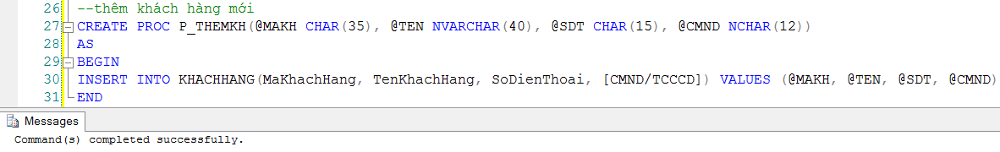 26 --thêm khách hàng mới
27 CREATE PROC P_THEMKH(@MAKH CHAR(35), @TEN NVARCHAR(40), @SDT CHAR(15), @CMND NCHAR(12))
28 AS
29 BEGIN
30 INSERT INTO KHACHHANG(MaKhachHang, TenKhachHang, SoDienThoai, [CMND/TCCCD]) VALUES (@MAKH, @TEN, @SDT, @CMND)
31 END
Messages
Command(s) completed successfully.